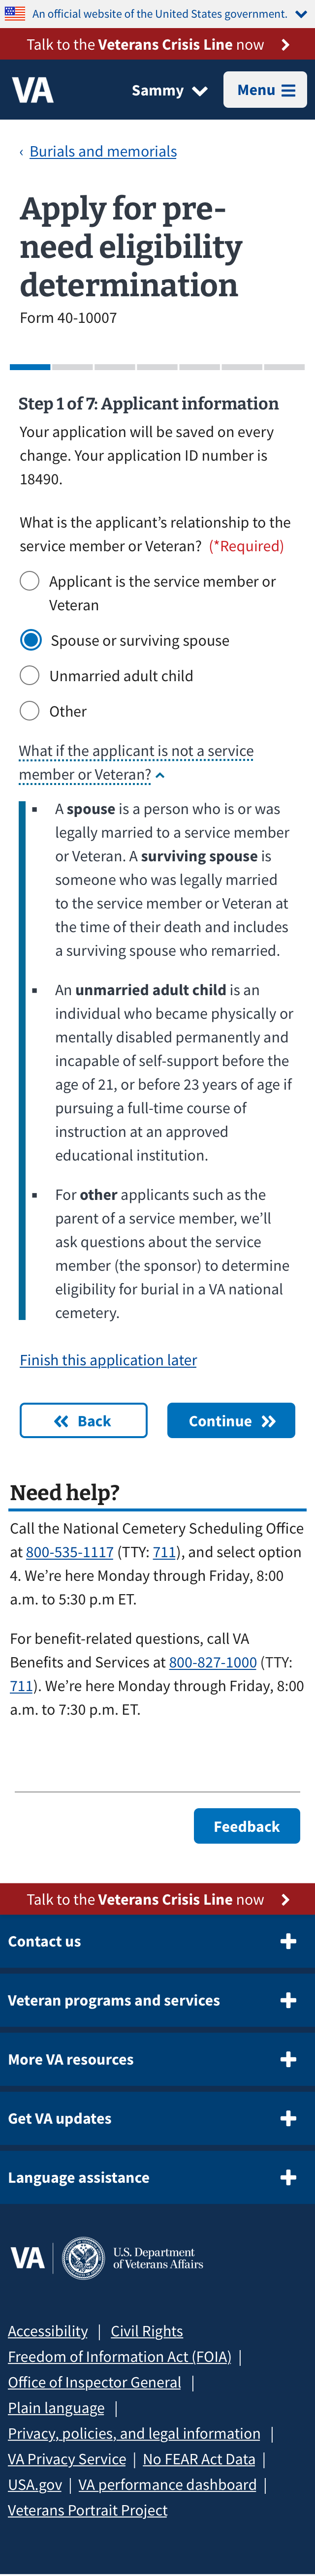 An official website of the United States government.
Talk to the Veterans Crisis Line now
VA
Sammy
Menu
‹ Burials and memorials
Apply for pre-
need eligibility
determination
Form 40-10007
Step 1 of 7: Applicant information
Your application will be saved on every
change. Your application ID number is
18490.
What is the applicant’s relationship to the
service member or Veteran? (*Required)
Applicant is the service member or
Veteran
Spouse or surviving spouse
Unmarried adult child
Other
What if the applicant is not a service
member or Veteran?
A spouse is a person who is or was
legally married to a service member
or Veteran. A surviving spouse is
someone who was legally married
to the service member or Veteran at
the time of their death and includes
a surviving spouse who remarried.
An unmarried adult child is an
individual who became physically or
mentally disabled permanently and
incapable of self-support before the
age of 21, or before 23 years of age if
pursuing a full-time course of
instruction at an approved
educational institution.
For other applicants such as the
parent of a service member, we’ll
ask questions about the service
member (the sponsor) to determine
eligibility for burial in a VA national
cemetery.
Finish this application later
Back
Continue
Need help?
Call the National Cemetery Scheduling Office
at 800-535-1117 (TTY: 711), and select option
4. We’re here Monday through Friday, 8:00
a.m. to 5:30 p.m ET.
For benefit-related questions, call VA
Benefits and Services at 800-827-1000 (TTY:
711). We’re here Monday through Friday, 8:00
a.m. to 7:30 p.m. ET.
Feedback
Talk to the Veterans Crisis Line now
Contact us
Veteran programs and services
More VA resources
Get VA updates
Language assistance
VA
U.S. Department
of Veterans Affairs
Accessibility | Civil Rights
Freedom of Information Act (FOIA) |
Office of Inspector General |
Plain language |
Privacy, policies, and legal information |
VA Privacy Service | No FEAR Act Data |
USA.gov | VA performance dashboard |
Veterans Portrait Project